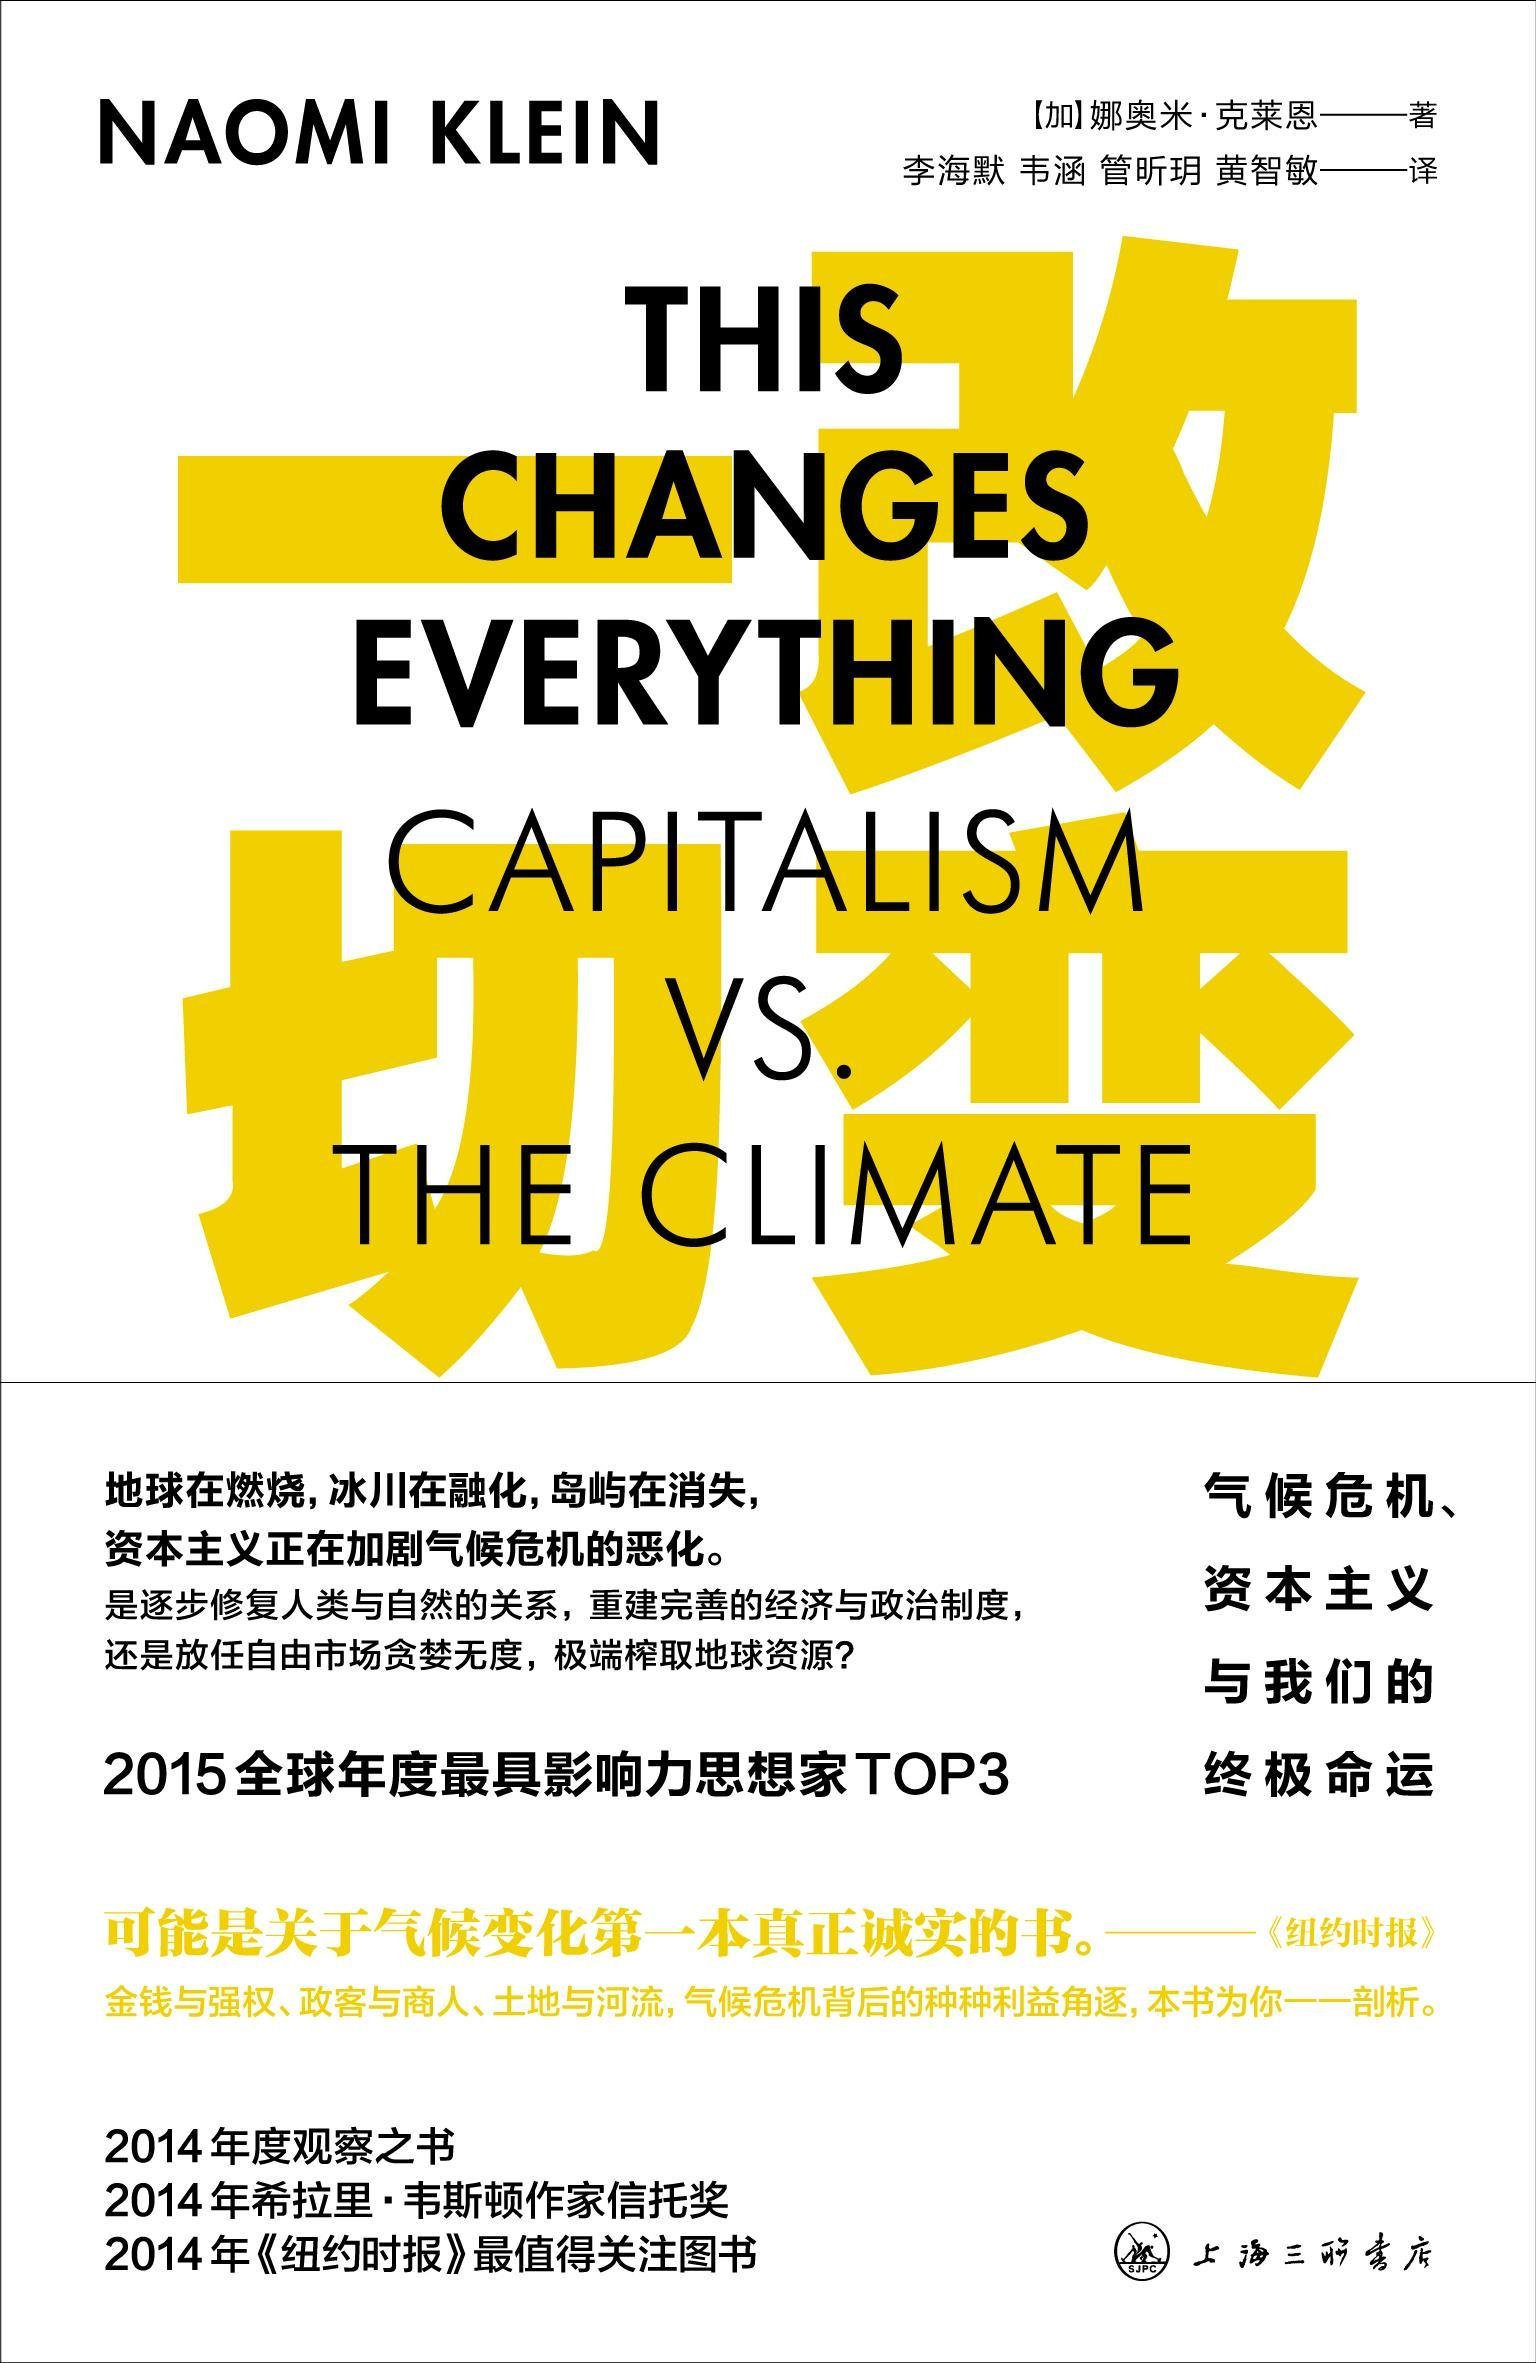 NAOMI KLEIN
【加】娜奥米·克莱恩——著
李海默 韦涵 管昕玥 黄智敏——译
改变
一切
THIS
CHANGES
EVERYTHING
CAPITALISM
VS.
THE CLIMATE
地球在燃烧，冰川在融化，岛屿在消失，
资本主义正在加剧气候危机的恶化。
是逐步修复人类与自然的关系，重建完善的经济与政治制度，
还是放任自由市场贪婪无度，极端榨取地球资源？
2015全球年度最具影响力思想家TOP3
气候危机、
资本主义
与我们的
终极命运
可能是关于气候变化第一本真正诚实的书。——《纽约时报》
金钱与强权、政客与商人、土地与河流，气候危机背后的种种利益角逐，本书为你一一剖析。
2014年度观察之书
2014年希拉里·韦斯顿作家信托奖
2014年《纽约时报》最值得关注图书
SJPC
上海三联书店